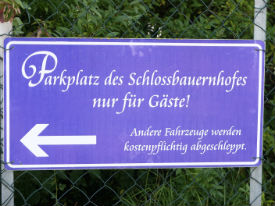 Parkplatz des Schlossbauernhofes
nur für Gäste!
Andere Fahrzeuge werden
kostenpflichtig abgeschleppt.